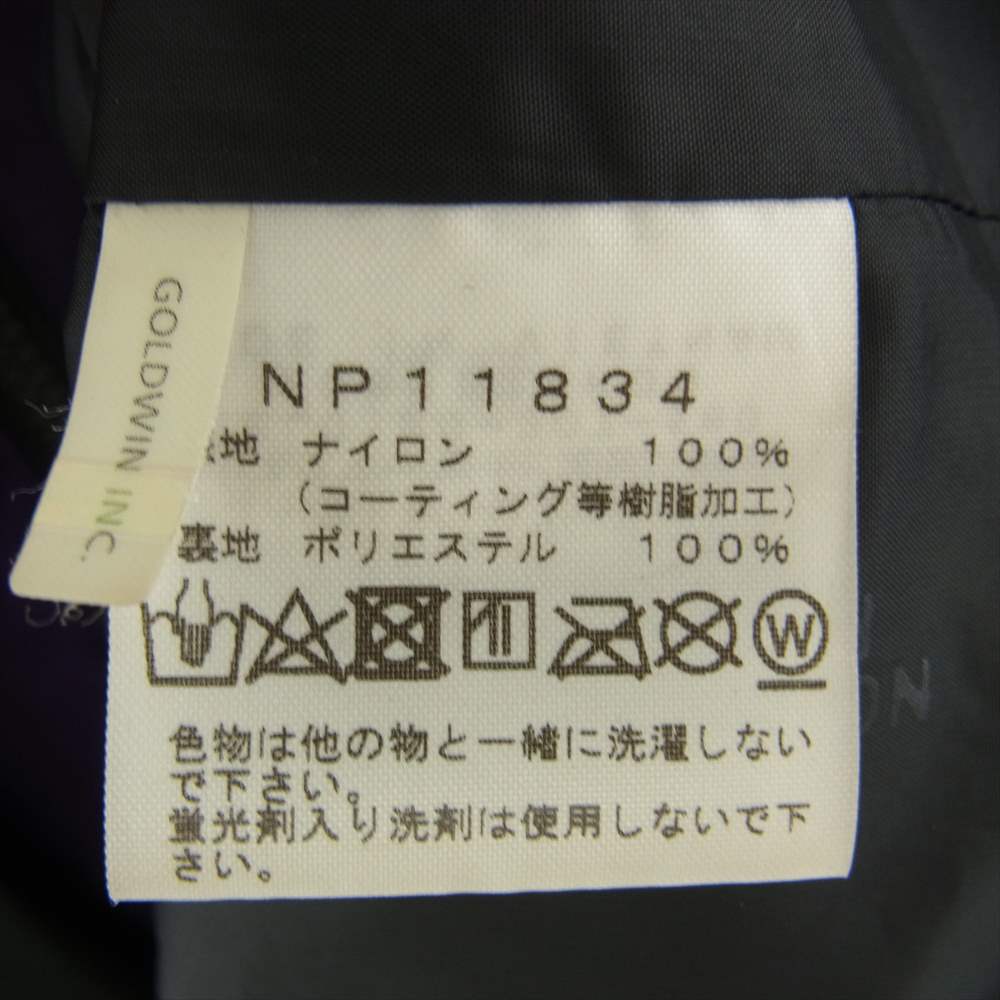 GOLDWIN INC.
NP11834
地 ナイロン 100%
(コーティング等樹脂加工)
裏地 ポリエステル 100%
W
色物は他の物と一緒に洗濯しない
で下さい。
蛍光剤入り洗剤は使用しないで下
さい。